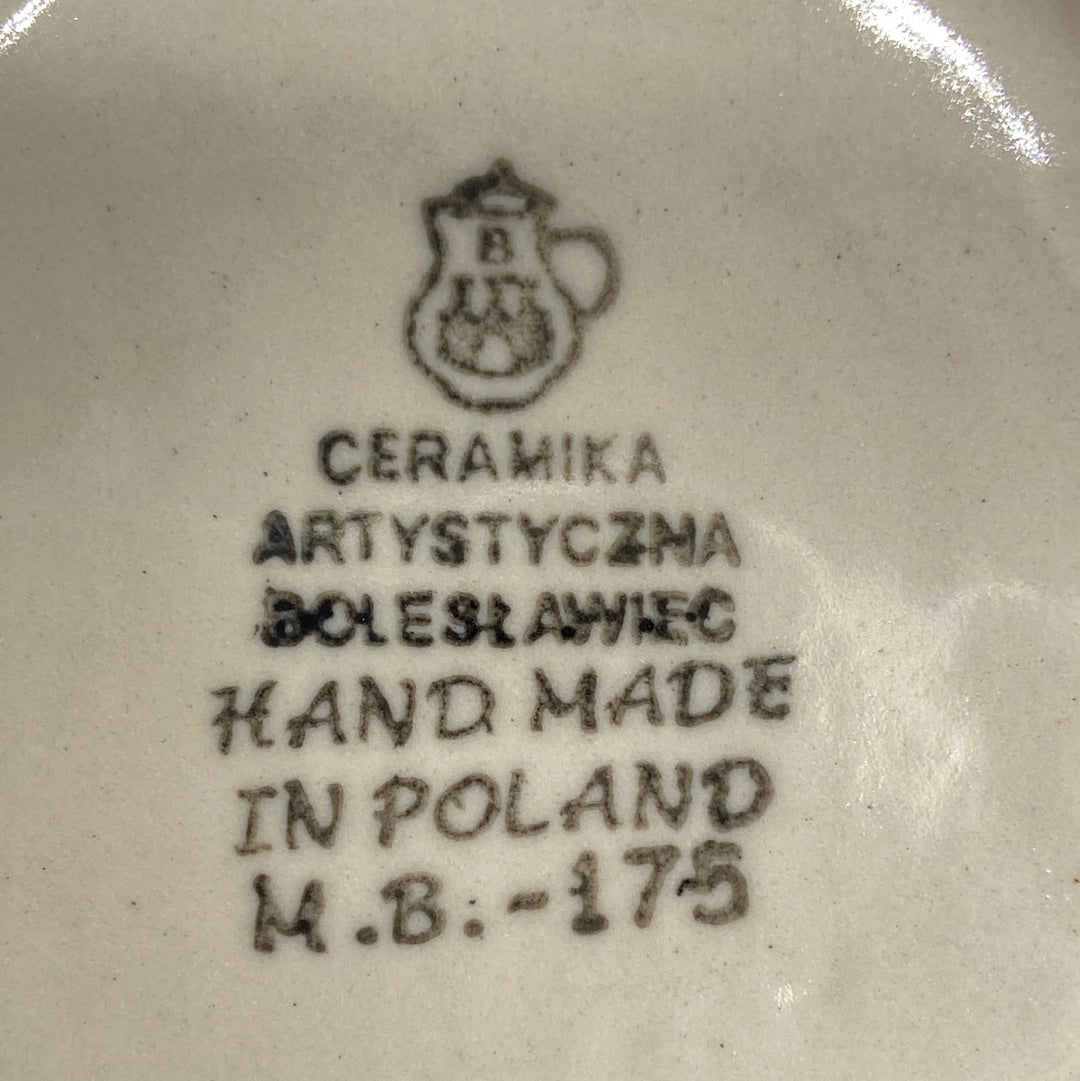 B
CERAMIKA
ARTYSTYCZNA
BOLESŁAWIEC
HAND MADE
IN POLAND
M.B.:-175